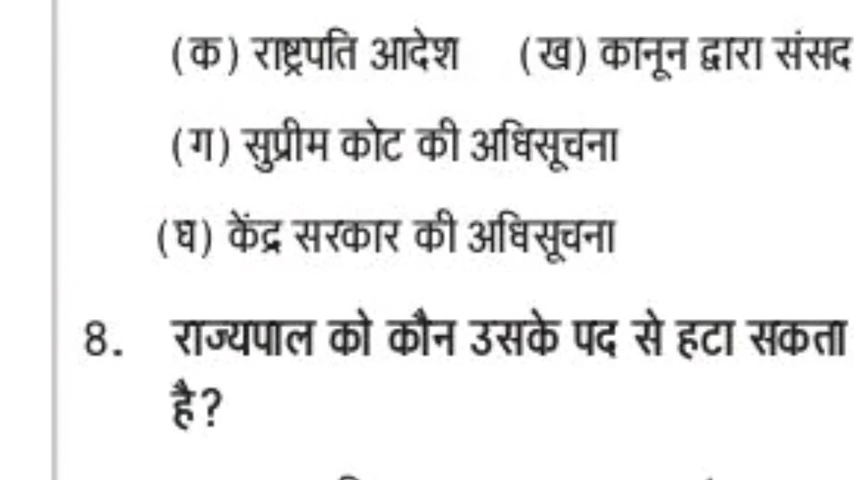 (क) राष्ट्रपति आदेश (ख) कानून द्वारा संसद
(ग) सुप्रीम कोट की अधिसूचना
(घ) केंद्र सरकार की अधिसूचना
8. राज्यपाल को कौन उसके पद से हटा सकता
है?